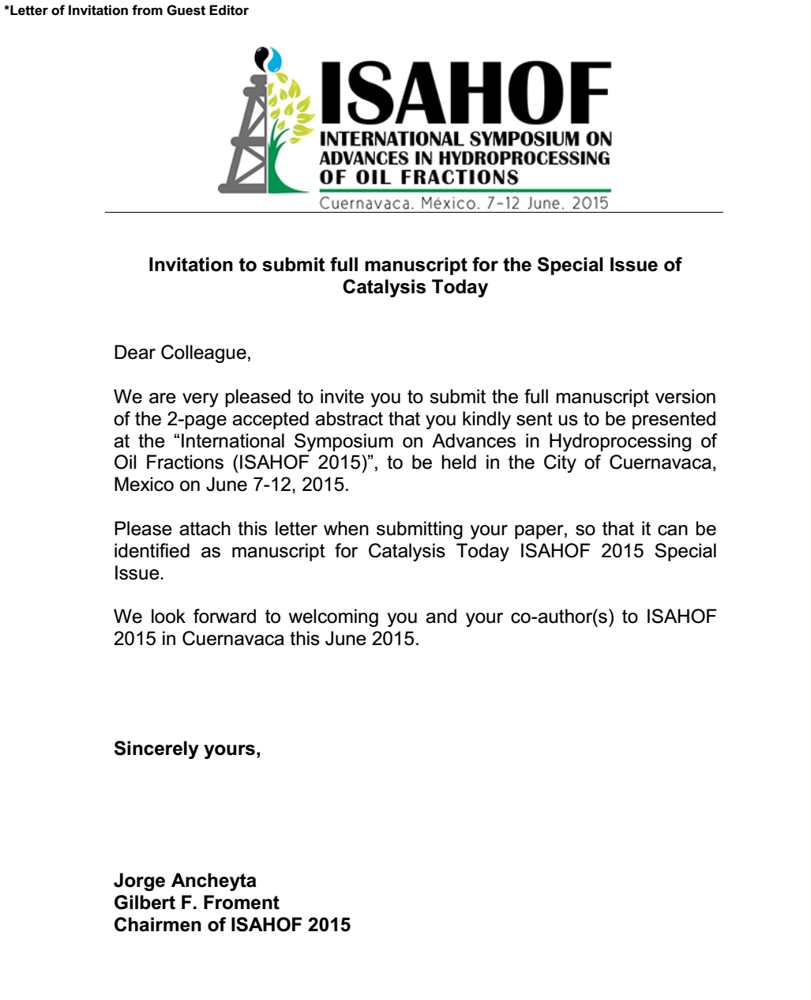 *Letter of Invitation from Guest Editor
ISAHOF
INTERNATIONAL SYMPOSIUM ON
ADVANCES IN HYDROPROCESSING
OF OIL FRACTIONS
Cuernavaca, México. 7-12 June, 2015
Invitation to submit full manuscript for the Special Issue of
Catalysis Today
Dear Colleague,
We are very pleased to invite you to submit the full manuscript version
of the 2-page accepted abstract that you kindly sent us to be presented
at the “International Symposium on Advances in Hydroprocessing of
Oil Fractions (ISAHOF 2015)”, to be held in the City of Cuernavaca,
Mexico on June 7-12, 2015.
Please attach this letter when submitting your paper, so that it can be
identified as manuscript for Catalysis Today ISAHOF 2015 Special
Issue.
We look forward to welcoming you and your co-author(s) to ISAHOF
2015 in Cuernavaca this June 2015.
Sincerely yours,
Jorge Ancheyta
Gilbert F. Froment
Chairmen of ISAHOF 2015